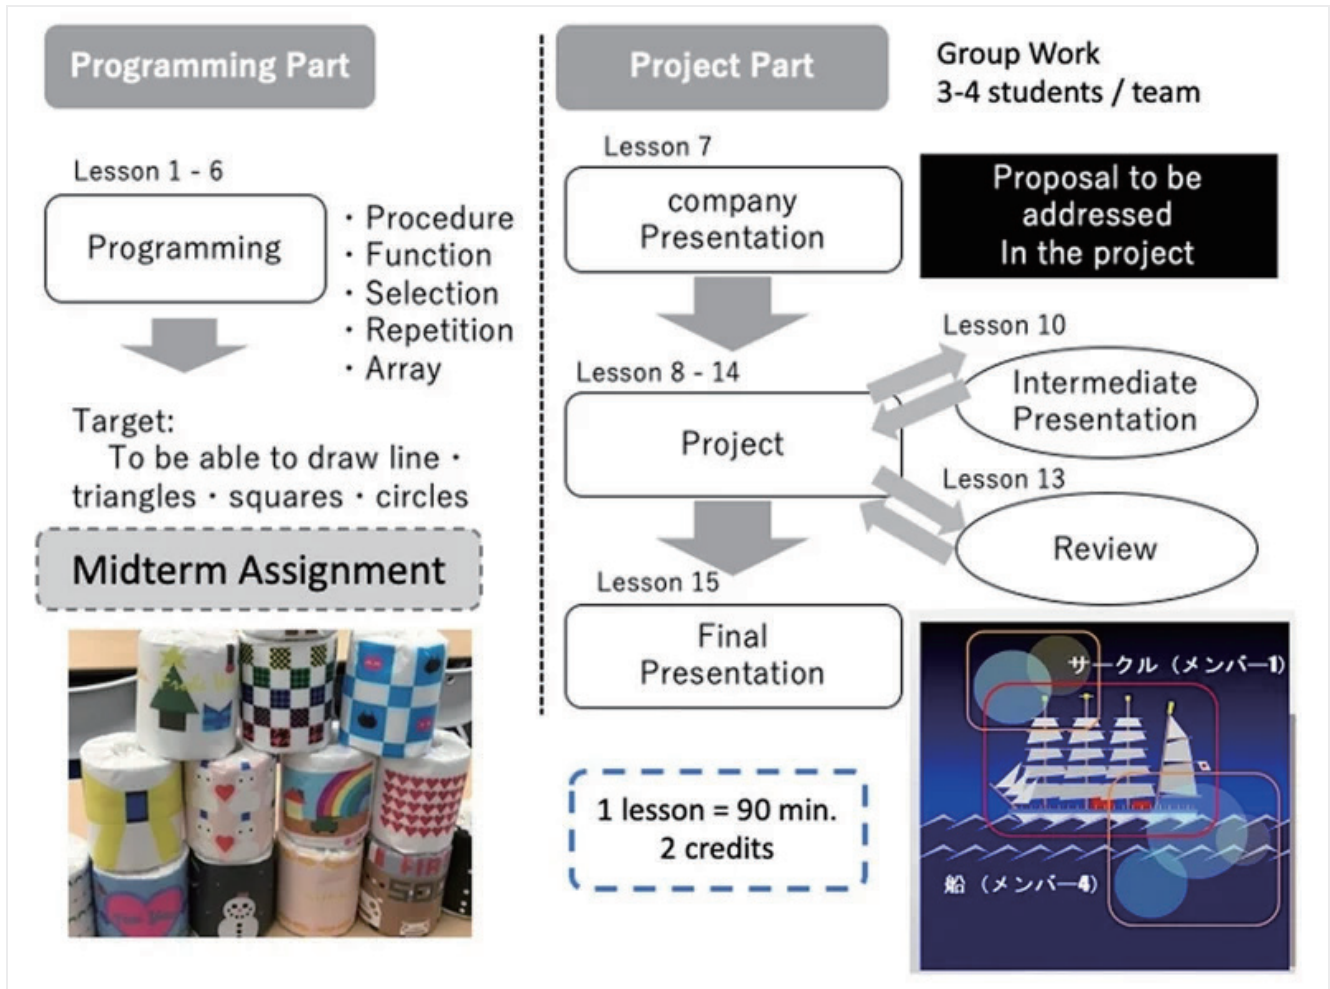 Programming Part
Lesson 1 - 6
Programming
・Procedure
・Function
・Selection
・Repetition
・Array
Target:
To be able to draw line・
triangles・squares・circles
Midterm Assignment
Project Part
Group Work
3-4 students / team
Lesson 7
company
Presentation
Proposal to be
addressed
In the project
Lesson 8 - 14
Project
Lesson 10
Intermediate
Presentation
Lesson 13
Review
Lesson 15
Final
Presentation
1 lesson = 90 min.
2 credits
サークル（メンバー1）
船（メンバー4）